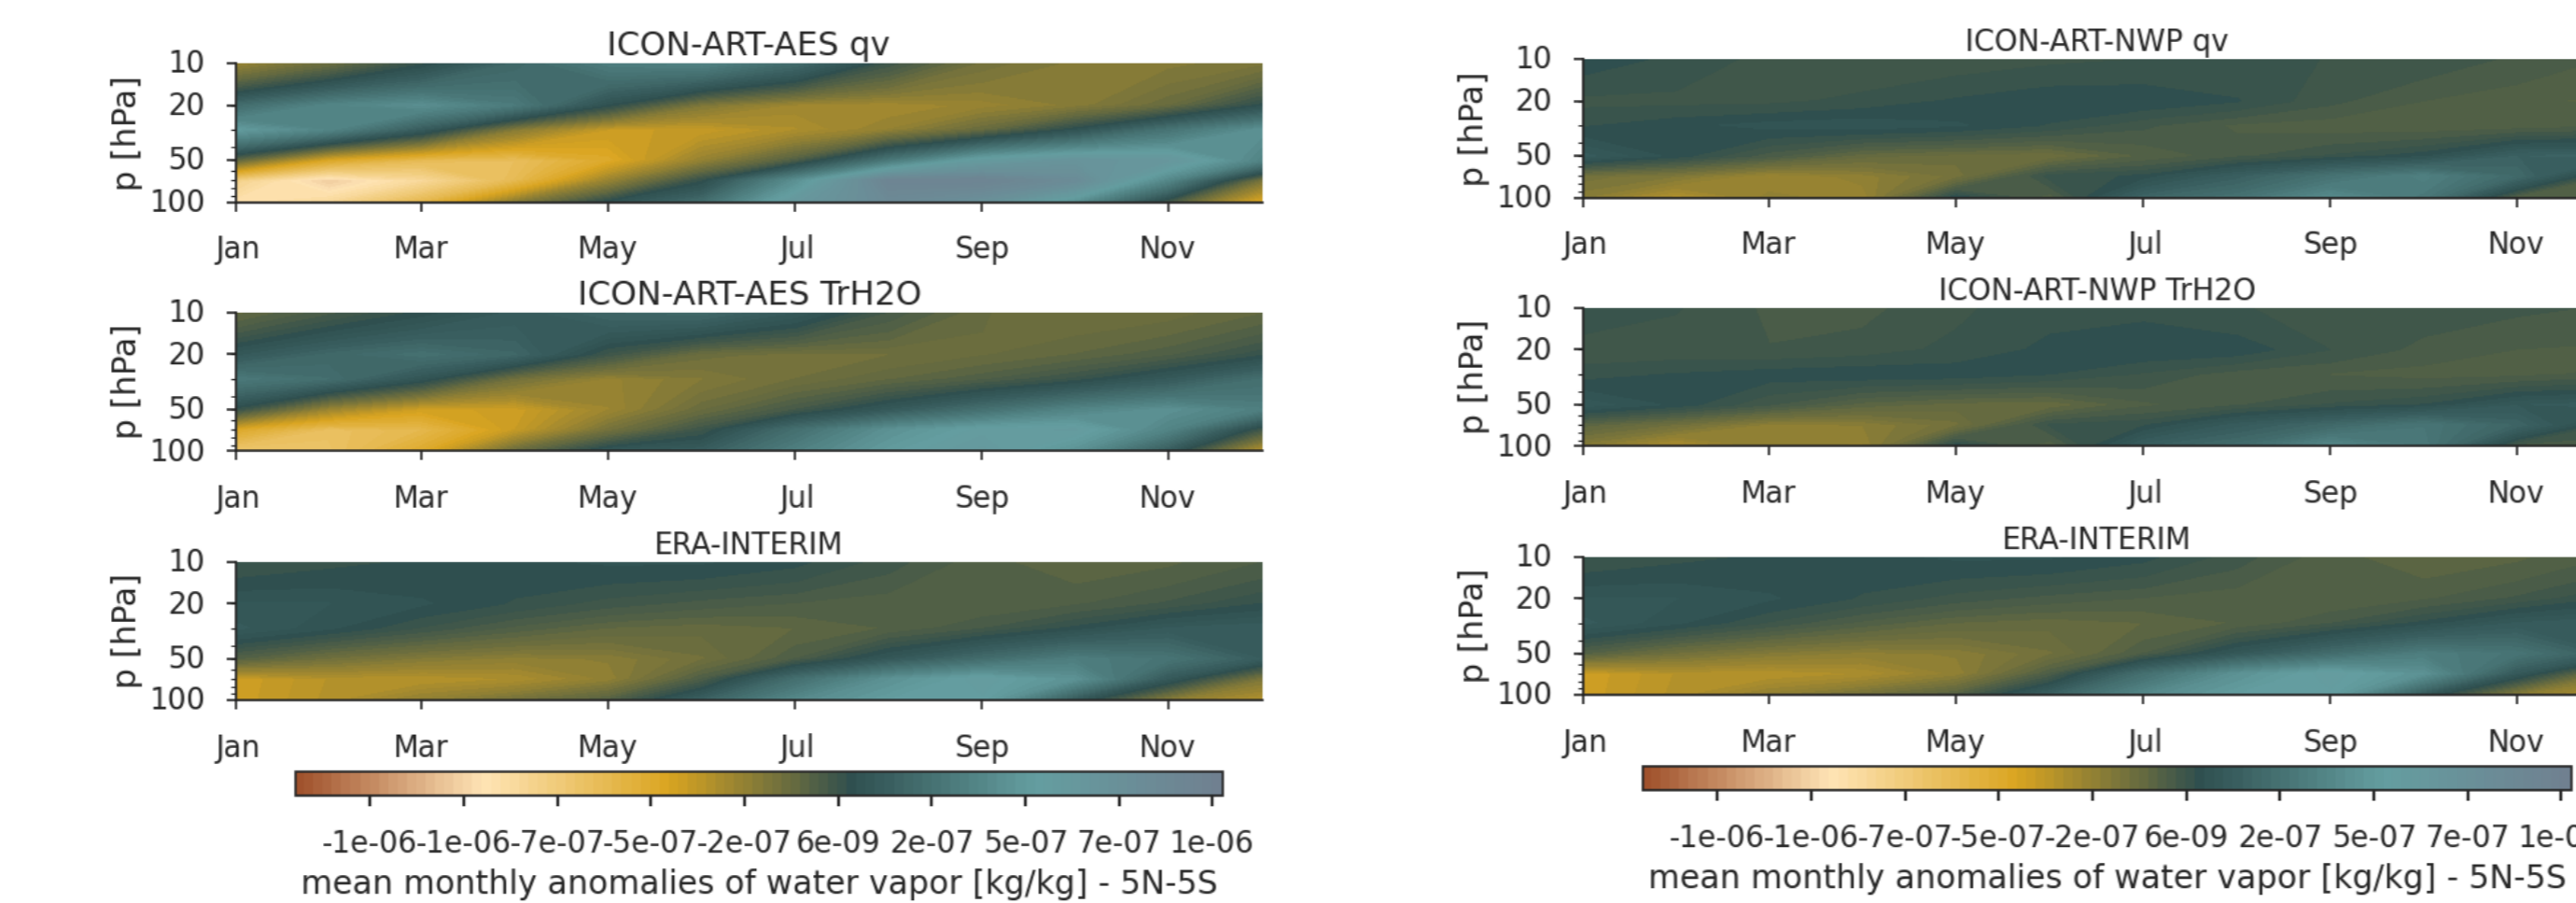 ICON-ART-AES qv
p [hPa]
10
20
50
100
Jan Mar May Jul Sep Nov
ICON-ART-AES TrH2O
p [hPa]
10
20
50
100
Jan Mar May Jul Sep Nov
ERA-INTERIM
p [hPa]
10
20
50
100
Jan Mar May Jul Sep Nov
-1e-06-1e-06-7e-07-5e-07-2e-07 6e-09 2e-07 5e-07 7e-07 1e-06
mean monthly anomalies of water vapor [kg/kg] - 5N-5S
ICON-ART-NWP qv
p [hPa]
10
20
50
100
Jan Mar May Jul Sep Nov
ICON-ART-NWP TrH2O
p [hPa]
10
20
50
100
Jan Mar May Jul Sep Nov
ERA-INTERIM
p [hPa]
10
20
50
100
Jan Mar May Jul Sep Nov
-1e-06-1e-06-7e-07-5e-07-2e-07 6e-09 2e-07 5e-07 7e-07
mean monthly anomalies of water vapor [kg/kg] - 5N-5S